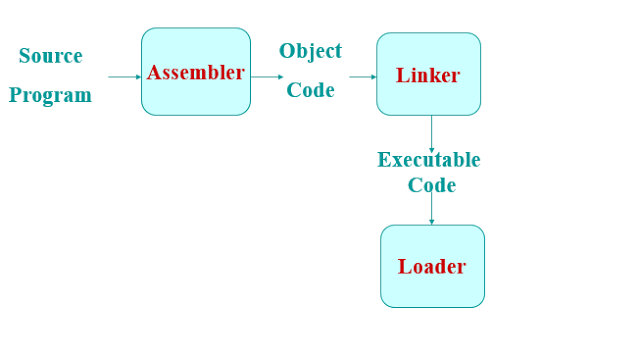 Source
Program
Assembler
Object
Code
Linker
Executable
Code
Loader